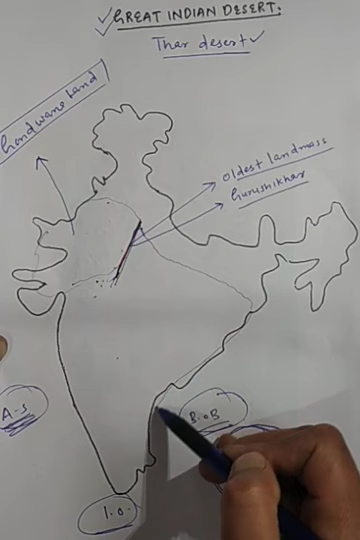 GREAT INDIAN DESERT.
Thar desert
Gondwana Land
Oldest landmass
Gurushikhar
A-S
B.O.B
I.O.